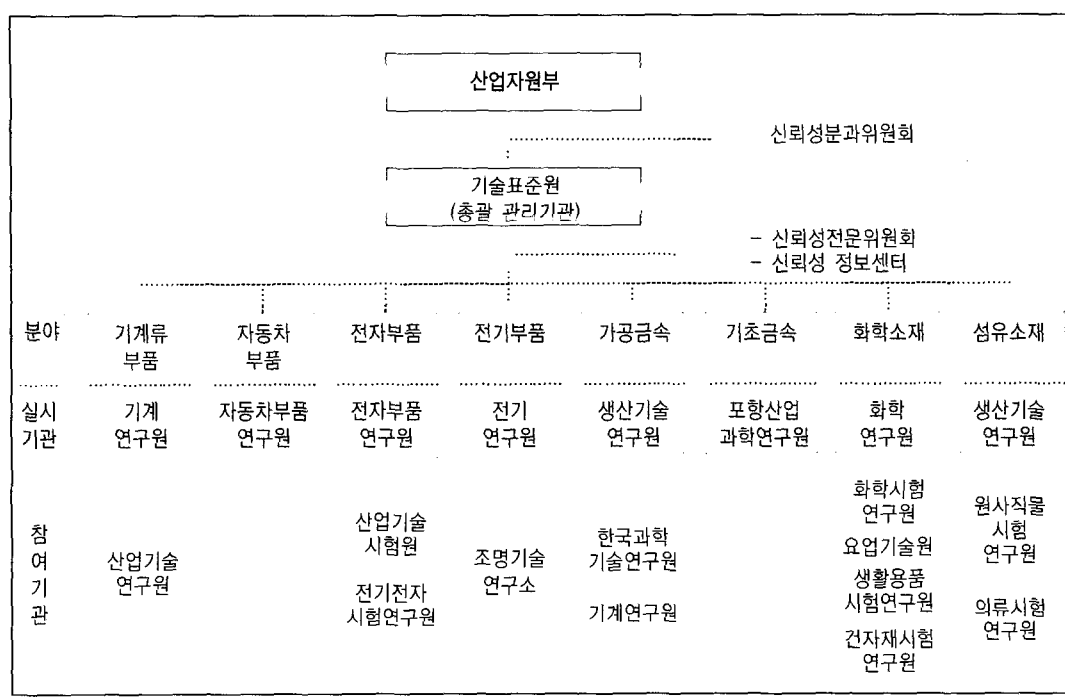 산업자원부
신뢰성분과위원회
기술표준원
(총괄 관리기관)
- 신뢰성전문위원회
- 신뢰성 정보센터
분야 기계류 자동차 전자부품 전기부품 가공금속 기초금속 화학소재 섬유소재
부품 부품
실시 기계 자동차부품 전자부품 전기 생산기술 포항산업 화학 생산기술
기관 연구원 연구원 연구원 연구원 연구원 과학연구원 연구원 연구원
참
여
기
관
산업기술
연구원
산업기술
시험원
전기전자
시험연구원
조명기술
연구소
한국과학
기술연구원
기계연구원
화학시험
연구원
요업기술원
생활용품
시험연구원
건자재시험
연구원
원사직물
시험
연구원
의류시험
연구원